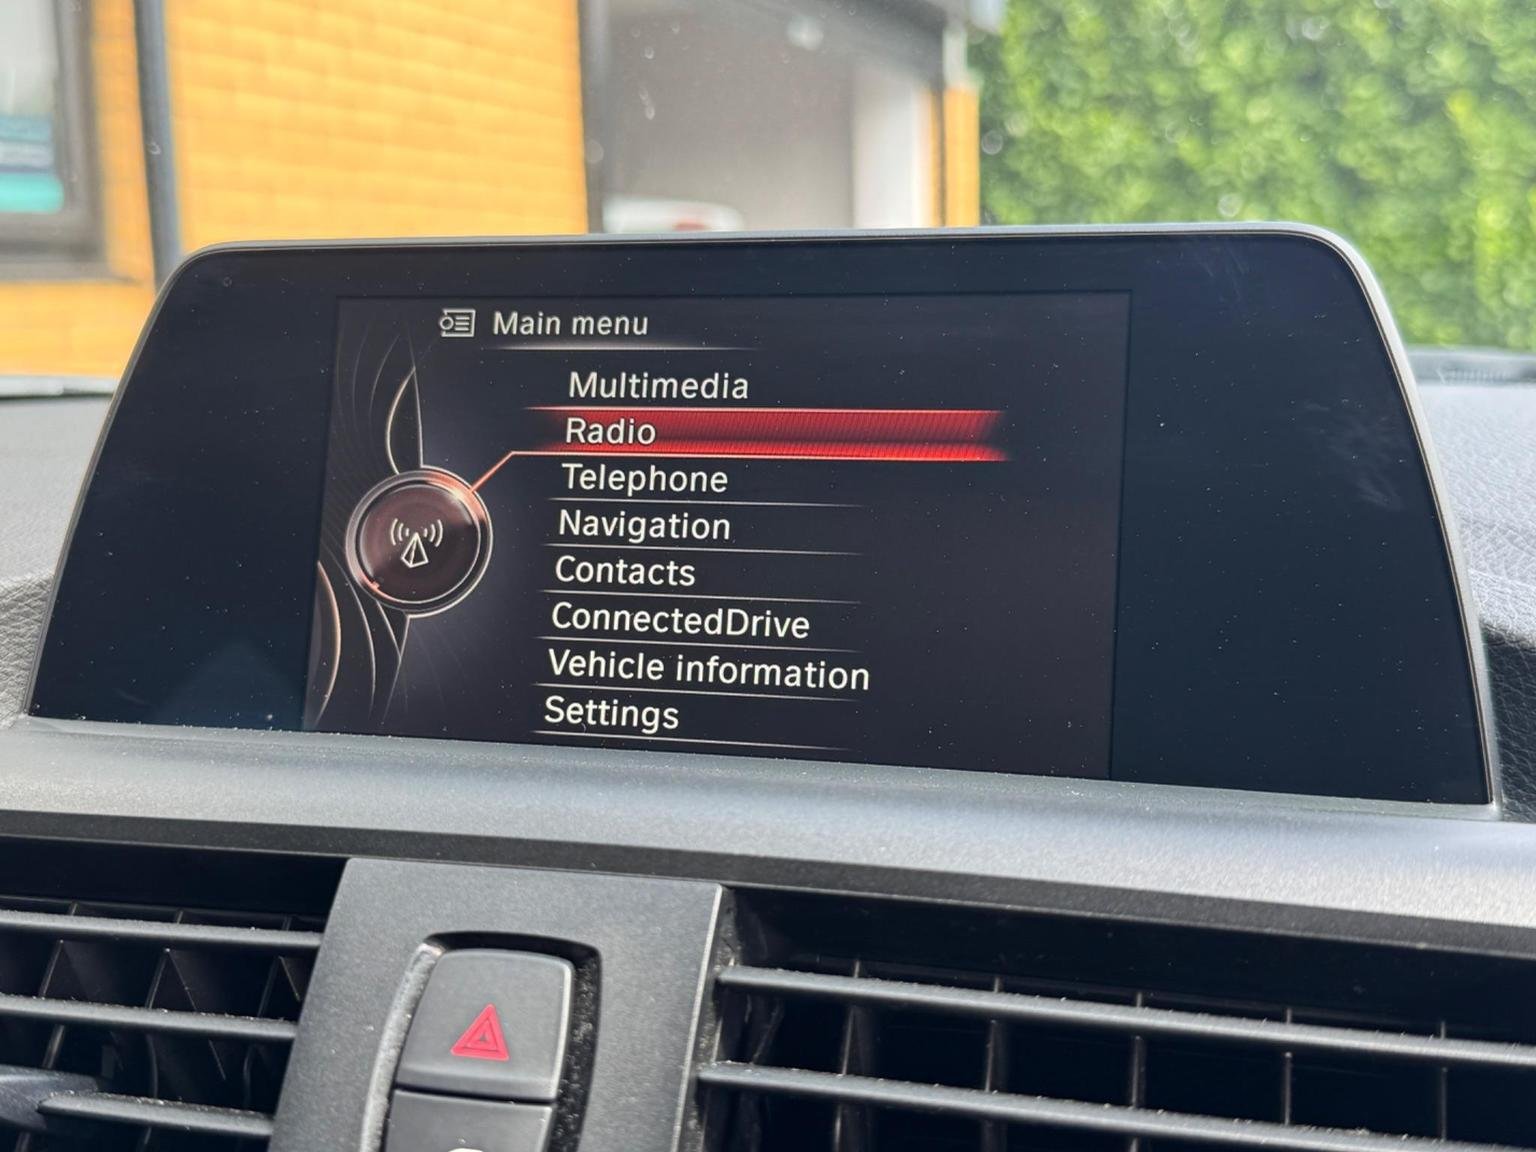 Main menu
Multimedia
Radio
Telephone
Navigation
Contacts
ConnectedDrive
Vehicle information
Settings